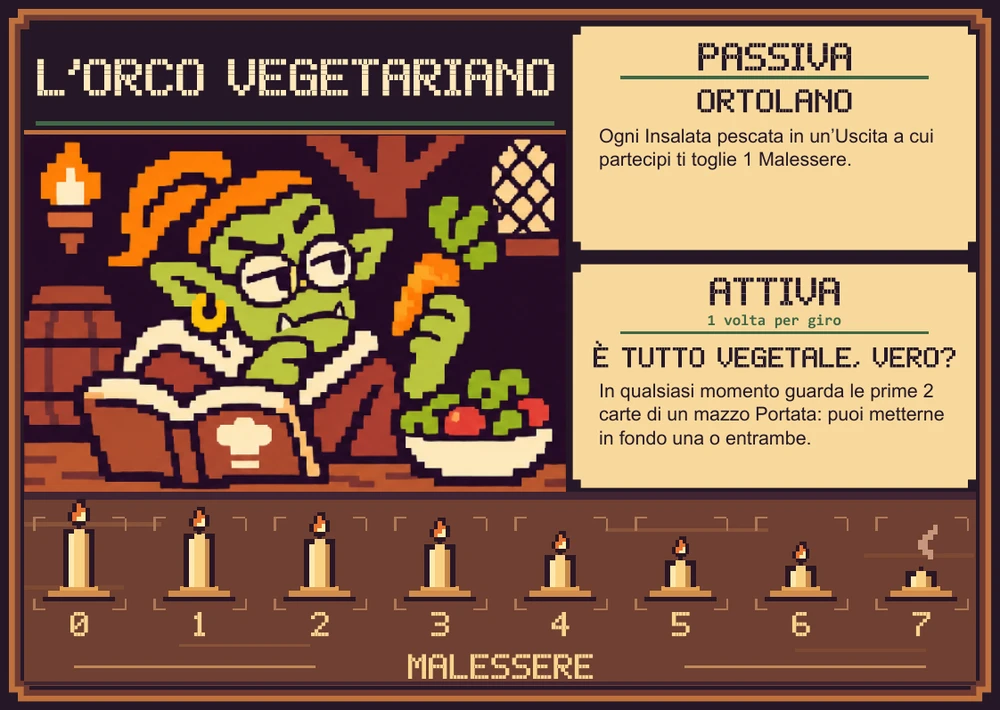 L'ORCO VEGETARIANO
PASSIVA
ORTOLANO
Ogni Insalata pescata in un'Uscita a cui
partecipi ti toglie 1 Malessere.
ATTIVA
1 volta per giro
È TUTTO VEGETALE, VERO?
In qualsiasi momento guarda le prime 2
carte di un mazzo Portata: puoi metterne
in fondo una o entrambe.
0 1 2 3 4 5 6 7
MALESSERE